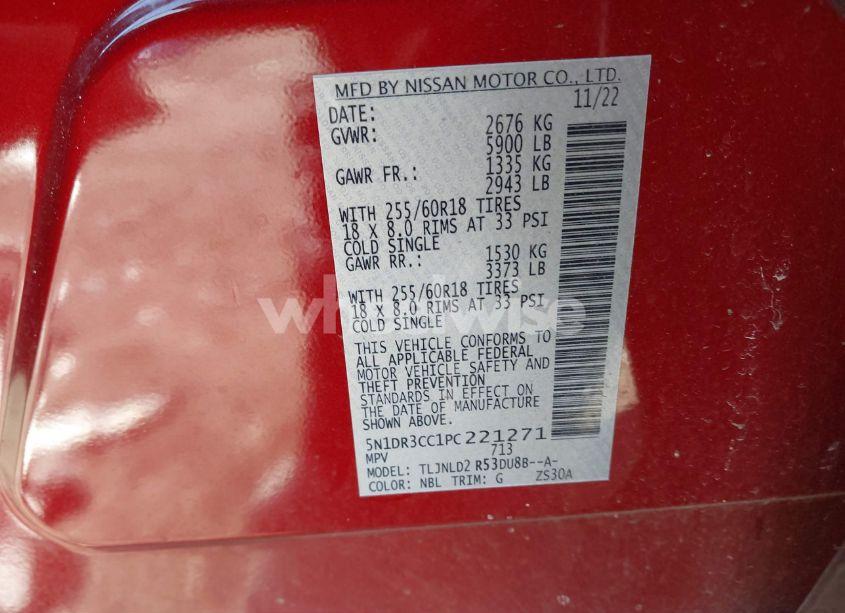 MFD BY NISSAN MOTOR CO., LTD.
DATE: 11/22
GVWR: 2676 KG
5900 LB
GAWR FR.: 1335 KG
2943 LB
WITH 255/60R18 TIRES
18 X 8.0 RIMS AT 33 PSI
COLD SINGLE
GAWR RR.: 1530 KG
3373 LB
WITH 255/60R18 TIRES
18 X 8.0 RIMS AT 33 PSI
COLD SINGLE
wheelwise
THIS VEHICLE CONFORMS TO
ALL APPLICABLE FEDERAL
MOTOR VEHICLE SAFETY AND
THEFT PREVENTION
STANDARDS IN EFFECT ON
THE DATE OF MANUFACTURE
SHOWN ABOVE.
5N1DR3CC1PC221271
MPV 713
MODEL: TLJNLD2 R53DU8B--A-
COLOR: NBL TRIM: G ZS30A